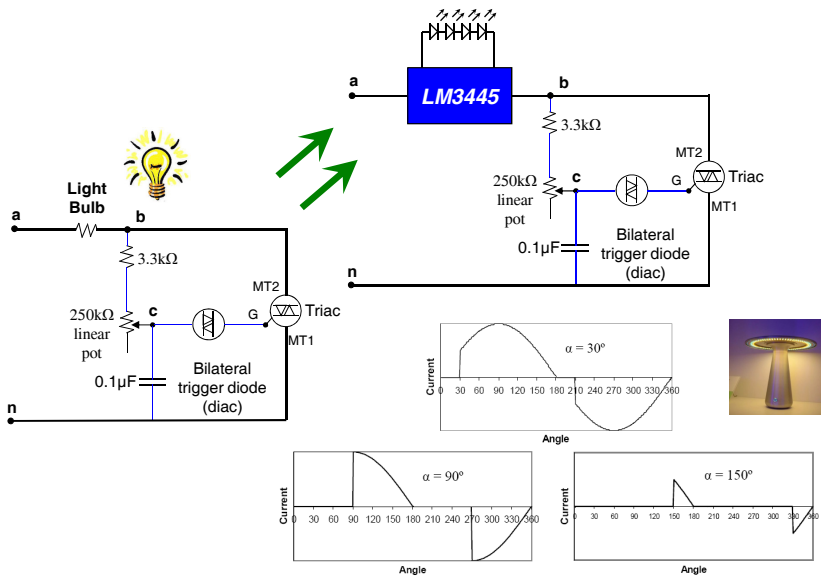 LM3445
a
b
3.3kΩ
MT2
250kΩ
linear
pot
c
G
Triac
MT1
0.1µF
Bilateral
trigger diode
(diac)
n
Light
Bulb
a
b
3.3kΩ
MT2
250kΩ
linear
pot
c
G
Triac
MT1
0.1µF
Bilateral
trigger diode
(diac)
n
α = 30º
Current
0 30 60 90 120 150 180 210 240 270 300 330 360
Angle
α = 90º
Current
0 30 60 90 120 150 180 210 240 270 300 330 360
Angle
α = 150º
Current
0 30 60 90 120 150 180 210 240 270 300 330 360
Angle